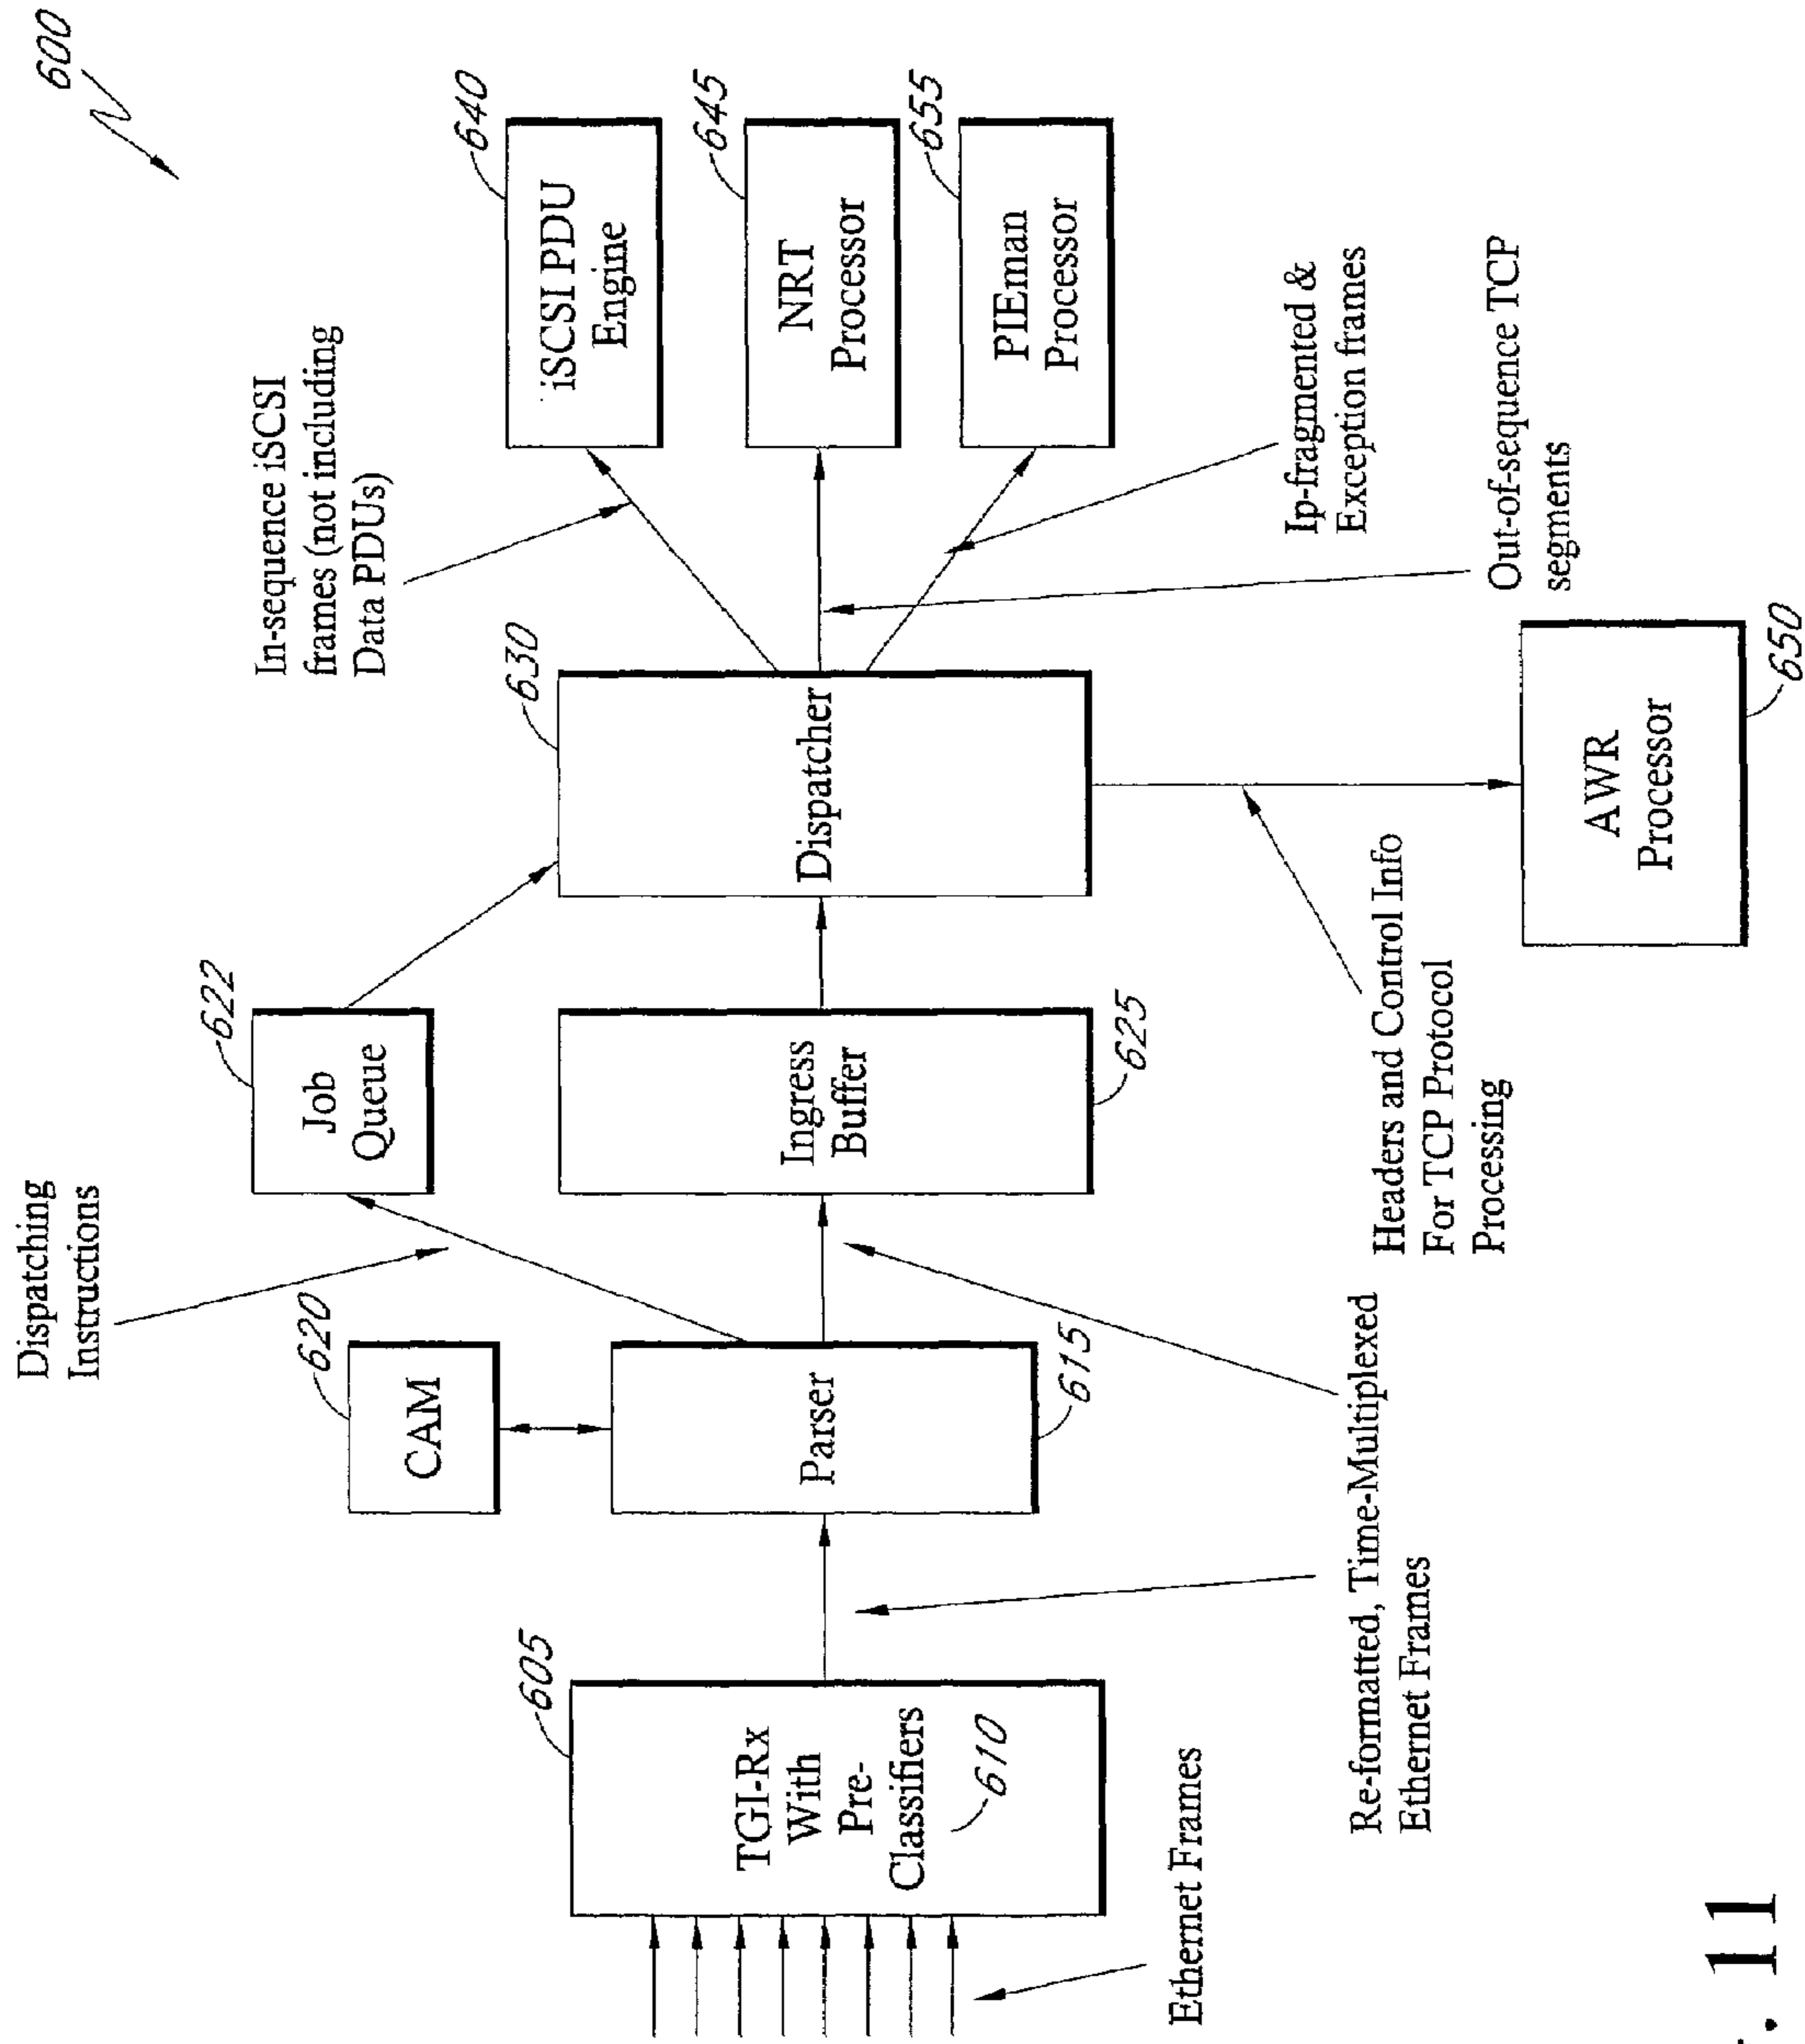 600
Dispatching
Instructions
In-sequence iSCSI
frames (not including
Data PDUs)
605
TGI-Rx
With
Pre-
Classifiers
610
Ethernet Frames
620
CAM
Parser
615
Re-formatted, Time-Multiplexed
Ethernet Frames
622
Job
Queue
Ingress
Buffer
625
630
Dispatcher
Headers and Control Info
For TCP Protocol
Processing
AWR
Processor
650
640
iSCSI PDU
Engine
645
NRT
Processor
655
PIEman
Processor
Ip-fragmented &
Exception frames
Out-of-sequence TCP
segments
. 11